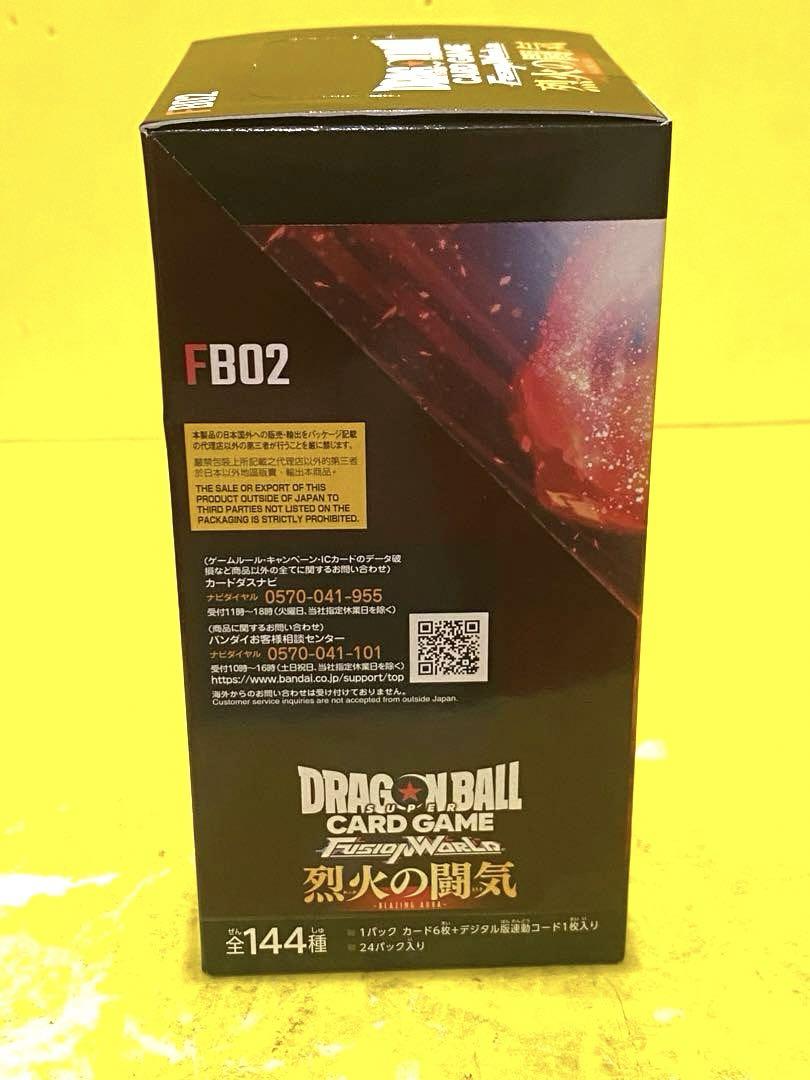 FB02
DRAGON BALL
CARD GAME
Fusion World
烈火の闘気
FB02
本製品の日本国外への販売・輸出をパッケージ記載
の代理店以外の第三者が行うことを厳に禁じます。
嚴禁包裝上所記載之代理店以外的第三者
於日本以外地區販賣、輸出本商品。
THE SALE OR EXPORT OF THIS
PRODUCT OUTSIDE OF JAPAN TO
THIRD PARTIES NOT LISTED ON THE
PACKAGING IS STRICTLY PROHIBITED.
(ゲームルール・キャンペーン・ICカードのデータ破
損など商品以外の全てに関するお問い合わせ)
カードダスナビ
ナビダイヤル 0570-041-955
受付11時～18時(火曜日、当社指定休業日を除く)
(商品に関するお問い合わせ)
バンダイお客様相談センター
ナビダイヤル 0570-041-101
受付10時～16時(土日祝日、当社指定休業日を除く)
https://www.bandai.co.jp/support/top
海外からのお問い合わせは受け付けておりません。
Customer service inquiries are not accepted from outside Japan.
DRAGON BALL
SUPER
CARD GAME
Fusion World
烈火の闘気
-BLAZING AURA-
全144種
1パック カード6枚+デジタル版連動コード1枚入り
24パック入り